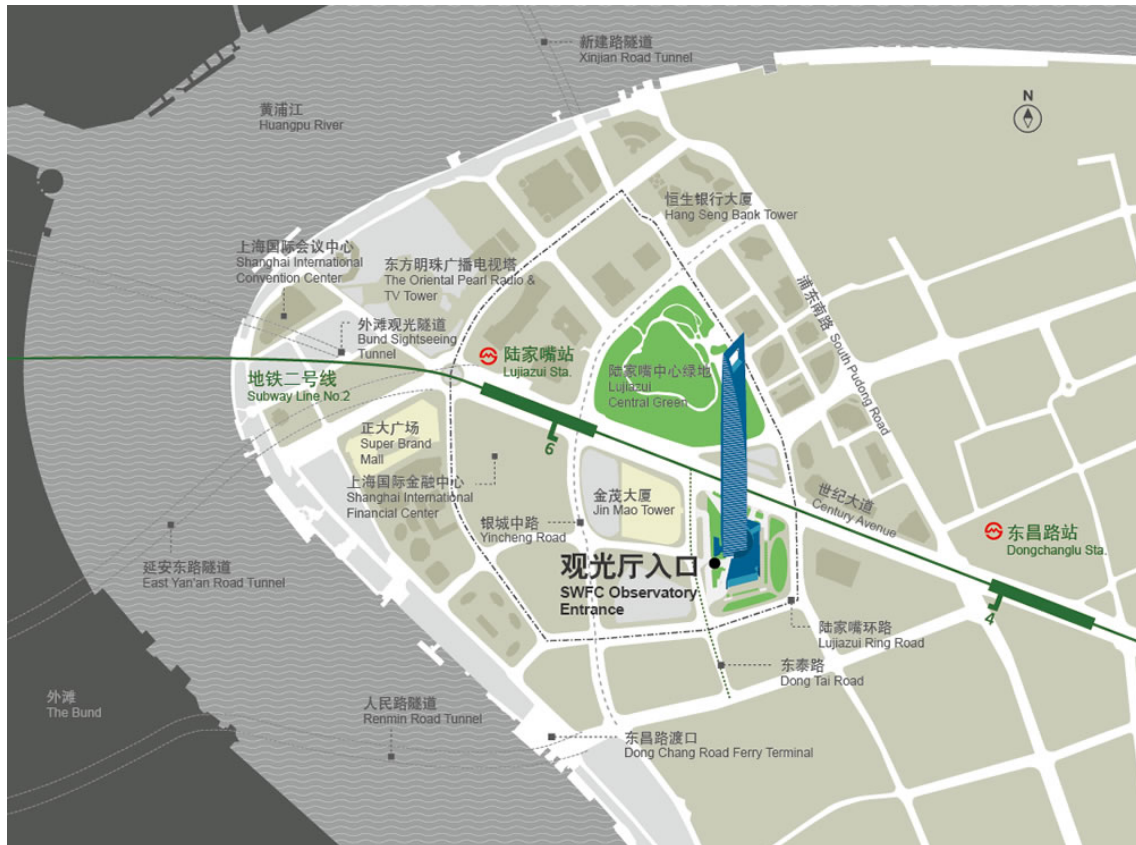 新建路隧道
Xinjian Road Tunnel
黄浦江
Huangpu River
N
恒生银行大厦
Hang Seng Bank Tower
上海国际会议中心
Shanghai International
Convention Center
东方明珠广播电视塔
The Oriental Pearl Radio &
TV Tower
浦东南路 South Pudong Road
外滩观光隧道
Bund Sightseeing
Tunnel
陆家嘴站
Lujiazui Sta.
陆家嘴中心绿地
Lujiazui
Central Green
地铁二号线
Subway Line No.2
正大广场
Super Brand
Mall
6
上海国际金融中心
Shanghai International
Financial Center
金茂大厦
Jin Mao Tower
世纪大道
Century Avenue
银城中路
Yincheng Road
东昌路站
Dongchanglu Sta.
观光厅入口
SWFC Observatory
Entrance
延安东路隧道
East Yan'an Road Tunnel
4
陆家嘴环路
Lujiazui Ring Road
东泰路
Dong Tai Road
外滩
The Bund
人民路隧道
Renmin Road Tunnel
东昌路渡口
Dong Chang Road Ferry Terminal